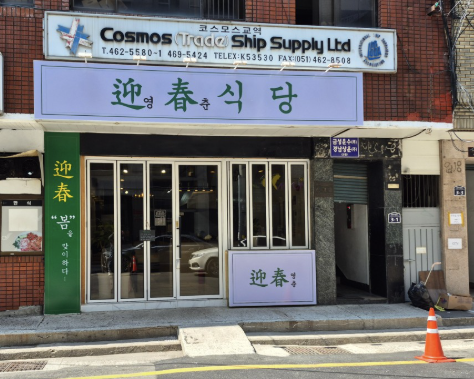 코스모스교역
Cosmos (Trade) Ship Supply Ltd
T.462-5580-1 469-5424 TELEX:K53530 FAX:(051)462-8508
迎영 春춘 식당
迎春
"봄"을 맞이하다...
迎春 영춘